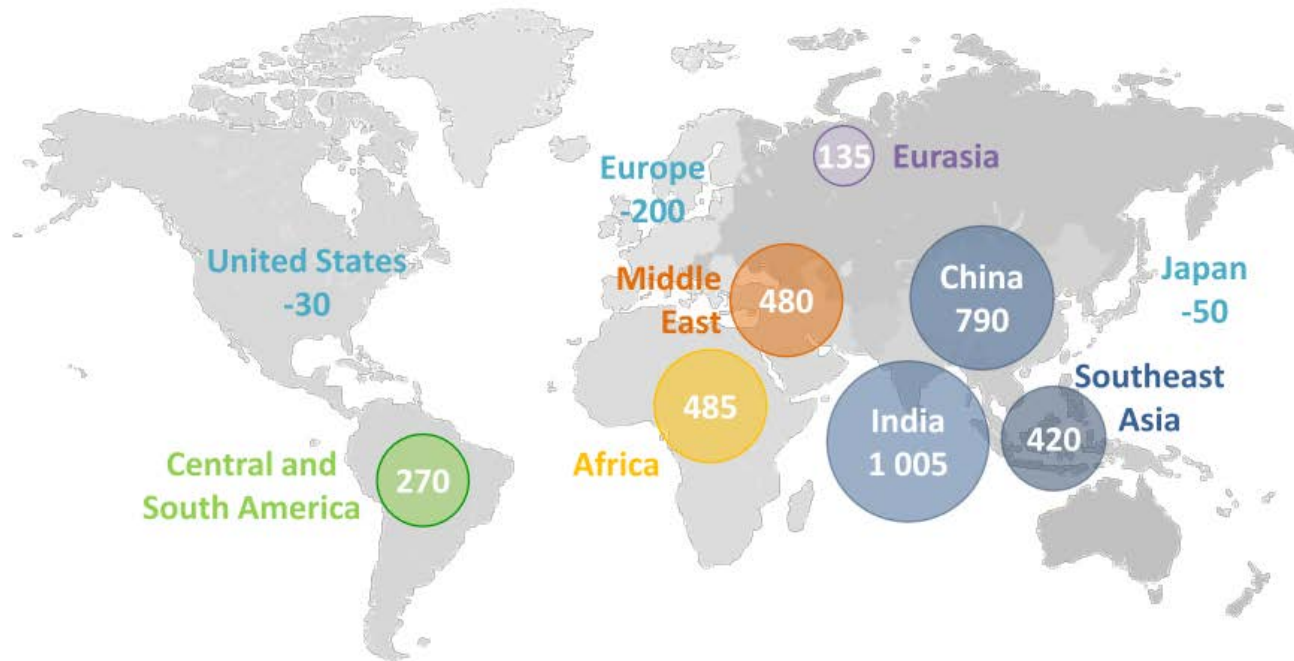 135 Eurasia
Europe
-200
United States
-30
Middle
East
480
China
790
Japan
-50
Southeast
Asia
420
Africa
485
India
1 005
Central and
South America
270